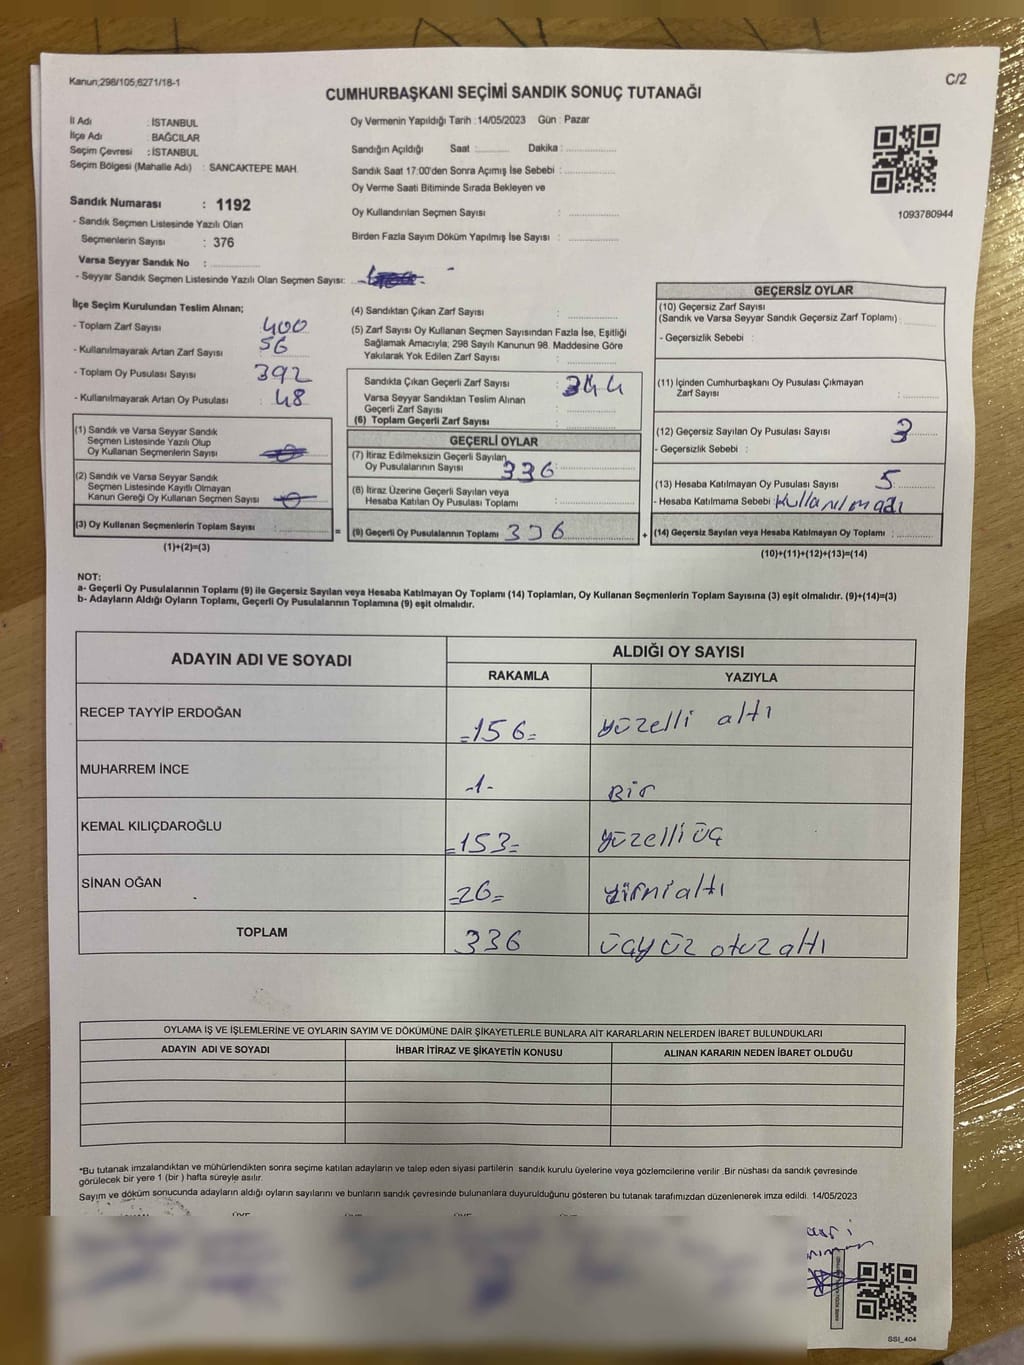 Kanun;298/105;6271/18-1
C/2
CUMHURBAŞKANI SEÇİMİ SANDIK SONUÇ TUTANAĞI
İl Adı : İSTANBUL
İlçe Adı : BAĞCILAR
Seçim Çevresi : İSTANBUL
Seçim Bölgesi (Mahalle Adı) : SANCAKTEPE MAH.
Sandık Numarası : 1192
- Sandık Seçmen Listesinde Yazılı Olan
Seçmenlerin Sayısı : 376
Varsa Seyyar Sandık No :
- Seyyar Sandık Seçmen Listesinde Yazılı Olan Seçmen Sayısı:
Oy Vermenin Yapıldığı Tarih :14/05/2023 Gün : Pazar
Sandığın Açıldığı Saat : Dakika :
Sandık Saat 17:00'den Sonra Açımış İse Sebebi :
Oy Verme Saati Bitiminde Sırada Bekleyen ve
Oy Kullandırılan Seçmen Sayısı :
Birden Fazla Sayım Döküm Yapılmış İse Sayısı :
1093780944
İlçe Seçim Kurulundan Teslim Alınan;
- Toplam Zarf Sayısı 400
- Kullanılmayarak Artan Zarf Sayısı 56
- Toplam Oy Pusulası Sayısı 392
- Kullanılmayarak Artan Oy Pusulası 48
(1) Sandık ve Varsa Seyyar Sandık
Seçmen Listesinde Yazılı Olup
Oy Kullanan Seçmenlerin Sayısı
(2) Sandık ve Varsa Seyyar Sandık
Seçmen Listesinde Kayıtlı Olmayan
Kanun Gereği Oy Kullanan Seçmen Sayısı
(3) Oy Kullanan Seçmenlerin Toplam Sayısı :
(1)+(2)=(3)
=
(4) Sandıktan Çıkan Zarf Sayısı :
(5) Zarf Sayısı Oy Kullanan Seçmen Sayısından Fazla İse, Eşitliği
Sağlamak Amacıyla; 298 Sayılı Kanunun 98. Maddesine Göre
Yakılarak Yok Edilen Zarf Sayısı :
Sandıkta Çıkan Geçerli Zarf Sayısı : 344
Varsa Seyyar Sandıktan Teslim Alınan
Geçerli Zarf Sayısı :
(6) Toplam Geçerli Zarf Sayısı :
GEÇERLİ OYLAR
(7) İtiraz Edilmeksizin Geçerli Sayılan
Oy Pusulalarının Sayısı 336
(8) İtiraz Üzerine Geçerli Sayılan veya
Hesaba Katılan Oy Pusulaları Toplamı :
(9) Geçerli Oy Pusulalarının Toplamı 336
+
GEÇERSİZ OYLAR
(10) Geçersiz Zarf Sayısı
(Sandık ve Varsa Seyyar Sandık Geçersiz Zarf Toplamı) :
- Geçersizlik Sebebi :
(11) İçinden Cumhurbaşkanı Oy Pusulası Çıkmayan
Zarf Sayısı :
(12) Geçersiz Sayılan Oy Pusulası Sayısı : 3
- Geçersizlik Sebebi :
(13) Hesaba Katılmayan Oy Pusulası Sayısı : 5
- Hesaba Katılmama Sebebi : Kullanılmadı
(14) Geçersiz Sayılan veya Hesaba Katılmayan Oy Toplamı :
(10)+(11)+(12)+(13)=(14)
NOT:
a- Geçerli Oy Pusulalarının Toplamı (9) ile Geçersiz Sayılan veya Hesaba Katılmayan Oy Toplamı (14) Toplamları, Oy Kullanan Seçmenlerin Toplam Sayısına (3) eşit olmalıdır. (9)+(14)=(3)
b- Adayların Aldığı Oyların Toplamı, Geçerli Oy Pusulalarının Toplamına (9) eşit olmalıdır.
ADAYIN ADI VE SOYADI ALDIĞI OY SAYISI
RAKAMLA YAZIYLA
RECEP TAYYİP ERDOĞAN =156= yüzelli altı
MUHARREM İNCE -1- Bir
KEMAL KILIÇDAROĞLU =153= yüzelli üç
SİNAN OĞAN =26= yirmi altı
TOPLAM 336 üçyüz otuz altı
OYLAMA İŞ VE İŞLEMLERİNE VE OYLARIN SAYIM VE DÖKÜMÜNE DAİR ŞİKAYETLERLE BUNLARA AİT KARARLARIN NELERDEN İBARET BULUNDUKLARI
ADAYIN ADI VE SOYADI İHBAR İTİRAZ VE ŞİKAYETİN KONUSU ALINAN KARARIN NEDEN İBARET OLDUĞU
*Bu tutanak imzalandıktan ve mühürlendikten sonra seçime katılan adayların ve talep eden siyasi partilerin sandık kurulu üyelerine veya gözlemcilerine verilir .Bir nüshası da sandık çevresinde
görülecek bir yere 1 (bir ) hafta süreyle asılır.
Sayım ve döküm sonucunda adayların aldığı oyların sayılarını ve bunların sandık çevresinde bulunanlara duyurulduğunu gösteren bu tutanak tarafımızdan düzenlenerek imza edildi. 14/05/2023
SSI_404